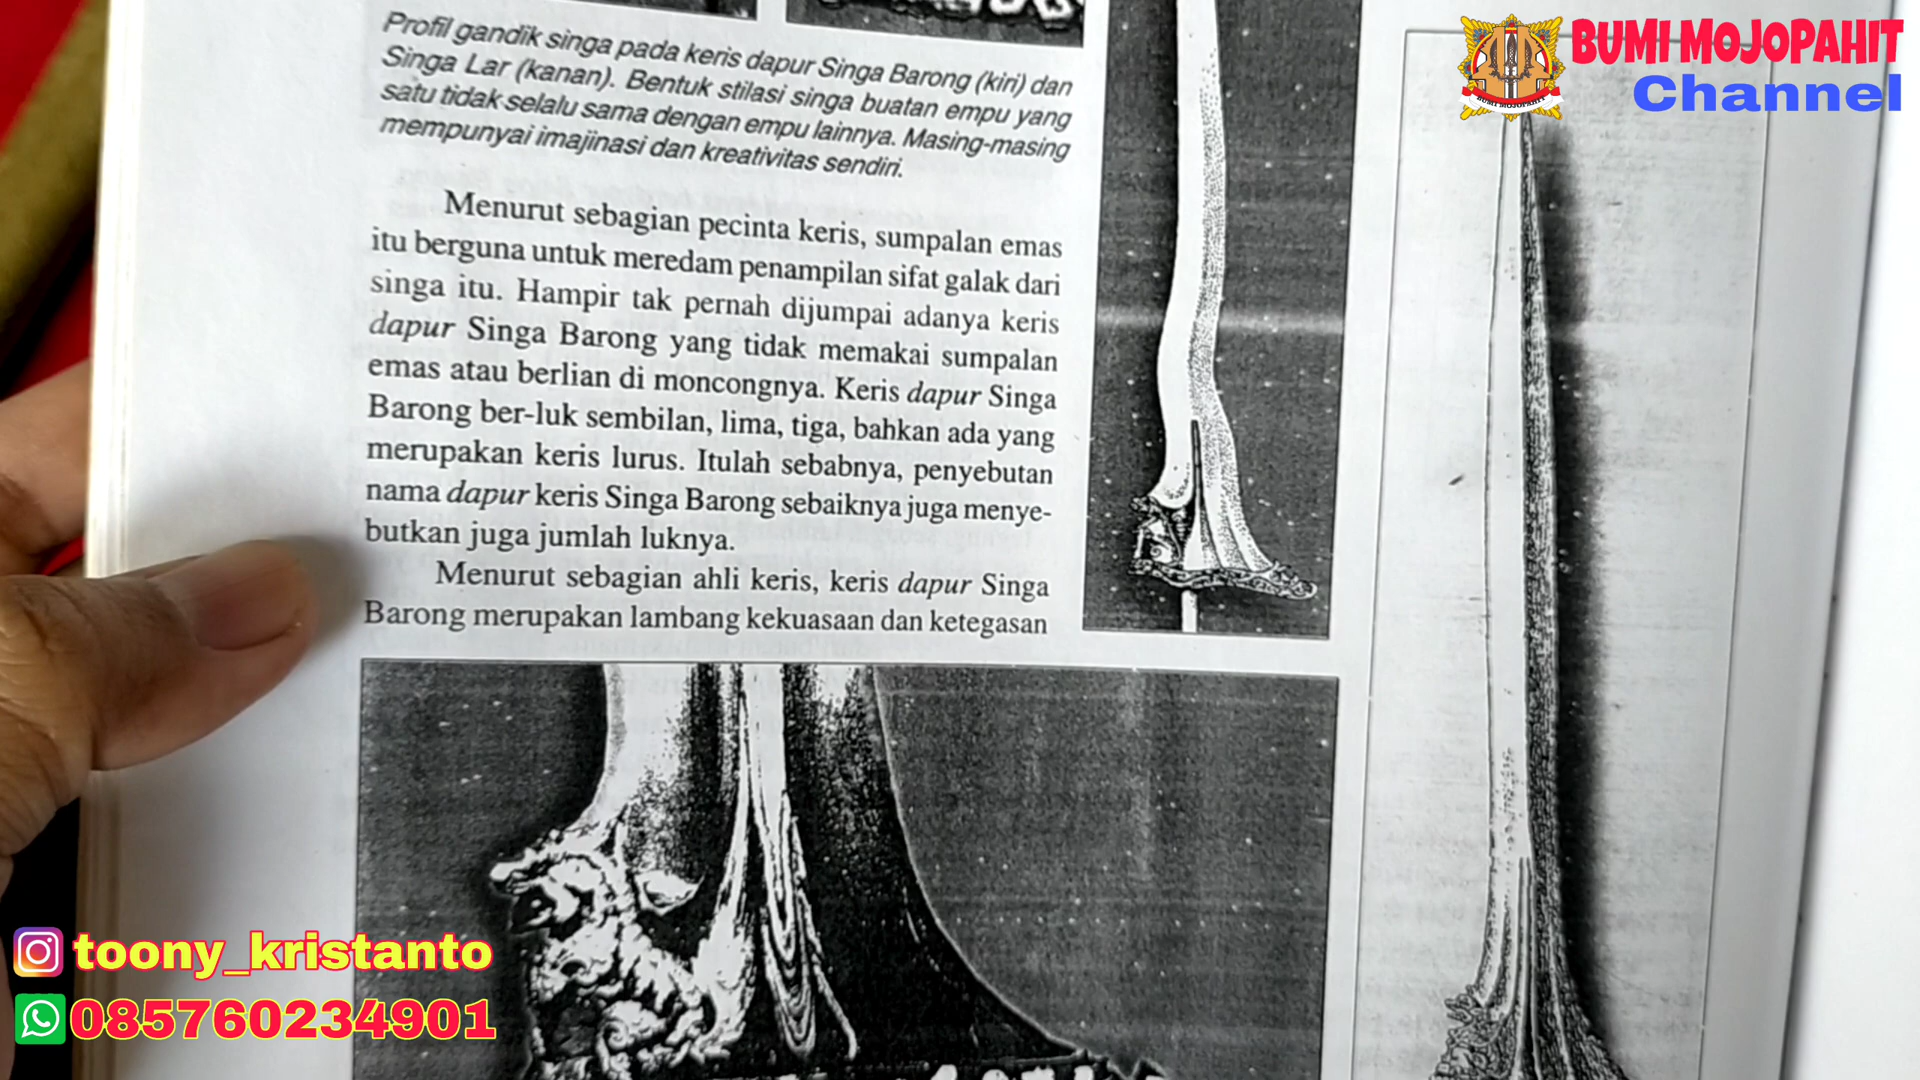 Profil gandik singa pada keris dapur Singa Barong (kiri) dan
Singa Lar (kanan). Bentuk stilasi singa buatan empu yang
satu tidak selalu sama dengan empu lainnya. Masing-masing
mempunyai imajinasi dan kreativitas sendiri.
Menurut sebagian pecinta keris, sumpalan emas
itu berguna untuk meredam penampilan sifat galak dari
singa itu. Hampir tak pernah dijumpai adanya keris
dapur Singa Barong yang tidak memakai sumpalan
emas atau berlian di moncongnya. Keris dapur Singa
Barong ber-luk sembilan, lima, tiga, bahkan ada yang
merupakan keris lurus. Itulah sebabnya, penyebutan
nama dapur keris Singa Barong sebaiknya juga menye-
butkan juga jumlah luknya.
Menurut sebagian ahli keris, keris dapur Singa
Barong merupakan lambang kekuasaan dan ketegasan
BUMI MOJOPAHIT
Channel
BUMI MOJOPAHIT
toony_kristanto
085760234901